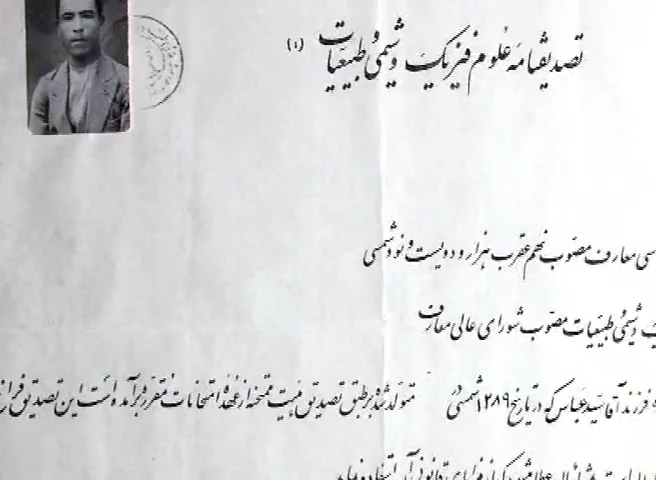 تصدیقنامه علوم فیزیک و شیمی و طبیعیات (۱)
سی معارف مصوب نهم عقرب هزار و دویست و نود شمسی
و شیمی و طبیعیات مصوب شورای عالی معارف
فرزند آقا سید عباس که در تاریخ ۱۲۸۹ شمسی در متولد شده بر طبق تصدیق هیئت ممتحنه از عهده امتحانات مقرره برآمده است این تصدیق